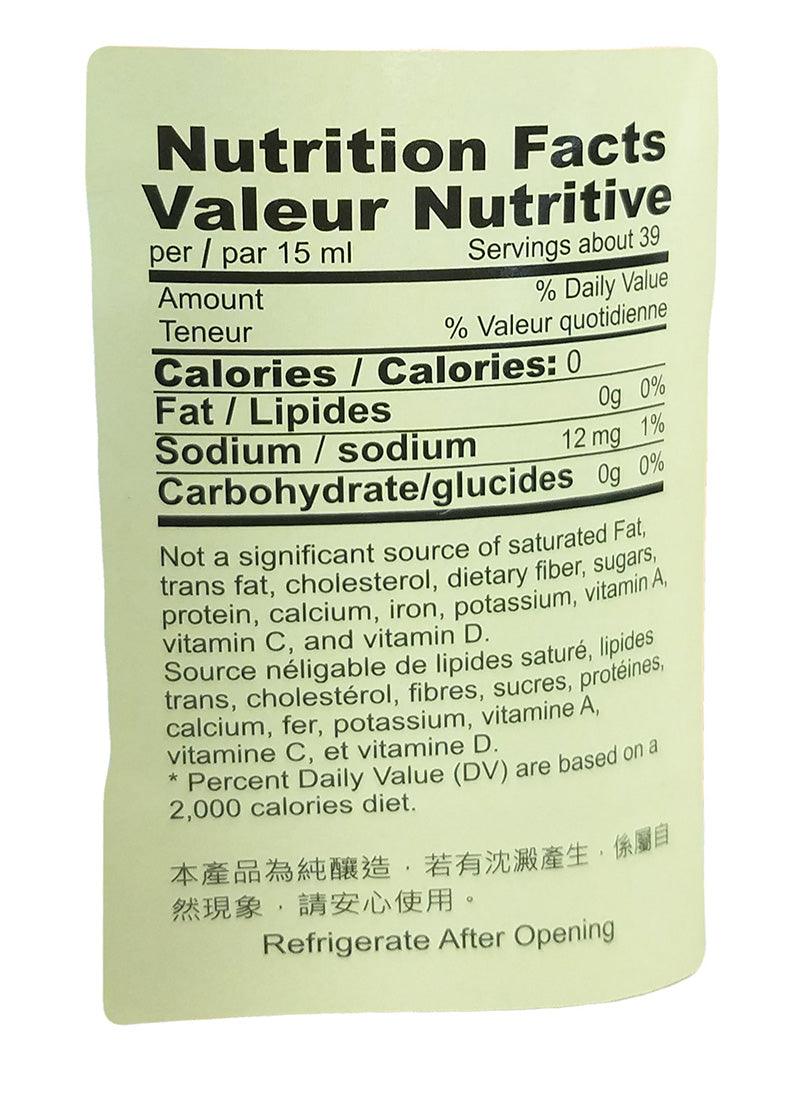 Nutrition Facts
Valeur Nutritive
per / par 15 ml Servings about 39
Amount % Daily Value
Teneur % Valeur quotidienne
Calories / Calories: 0
Fat / Lipides 0g 0%
Sodium / sodium 12 mg 1%
Carbohydrate/glucides 0g 0%
Not a significant source of saturated Fat,
trans fat, cholesterol, dietary fiber, sugars,
protein, calcium, iron, potassium, vitamin A,
vitamin C, and vitamin D.
Source néligable de lipides saturé, lipides
trans, cholestérol, fibres, sucres, protéines,
calcium, fer, potassium, vitamine A,
vitamine C, et vitamine D.
* Percent Daily Value (DV) are based on a
2,000 calories diet.
本產品為純釀造，若有沈澱產生，係屬自
然現象，請安心使用。
Refrigerate After Opening